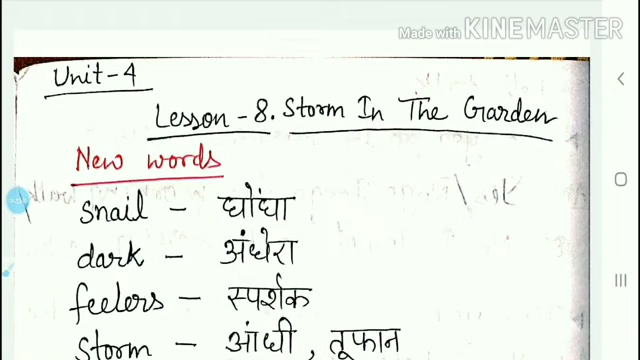 Made with KINEMASTER
Unit-4
Lesson - 8. Storm In The Garden
New words
snail - घोंघा
dark - अंधेरा
feelers - स्पर्शक
storm - आंधी , तूफान